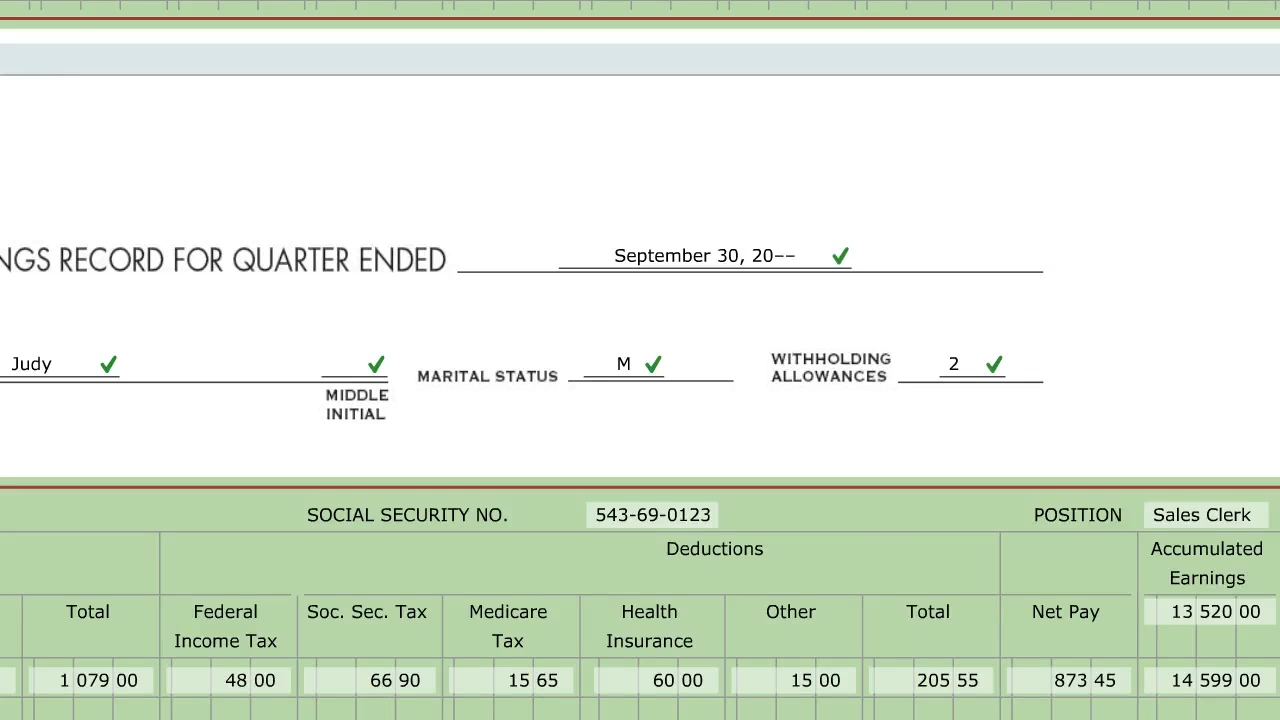 NGS RECORD FOR QUARTER ENDED September 30, 20–– ✓
Judy ✓ ✓ MARITAL STATUS M ✓ WITHHOLDING ALLOWANCES 2 ✓
MIDDLE
INITIAL
SOCIAL SECURITY NO. 543-69-0123 POSITION Sales Clerk
Deductions Accumulated
Earnings
Total Federal Soc. Sec. Tax Medicare Health Other Total Net Pay 13 520 00
Income Tax Tax Insurance
1 079 00 48 00 66 90 15 65 60 00 15 00 205 55 873 45 14 599 00